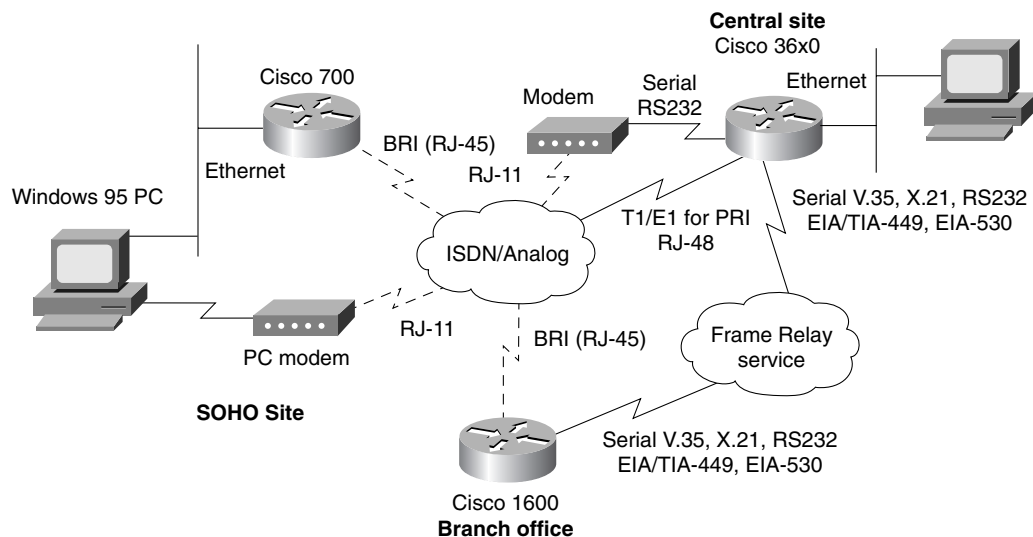 Central site
Cisco 36x0
Cisco 700
Modem
Serial
RS232
Ethernet
BRI (RJ-45)
Ethernet
RJ-11
Windows 95 PC
T1/E1 for PRI
RJ-48
Serial V.35, X.21, RS232
EIA/TIA-449, EIA-530
ISDN/Analog
RJ-11
PC modem
BRI (RJ-45)
Frame Relay
service
SOHO Site
Serial V.35, X.21, RS232
EIA/TIA-449, EIA-530
Cisco 1600
Branch office